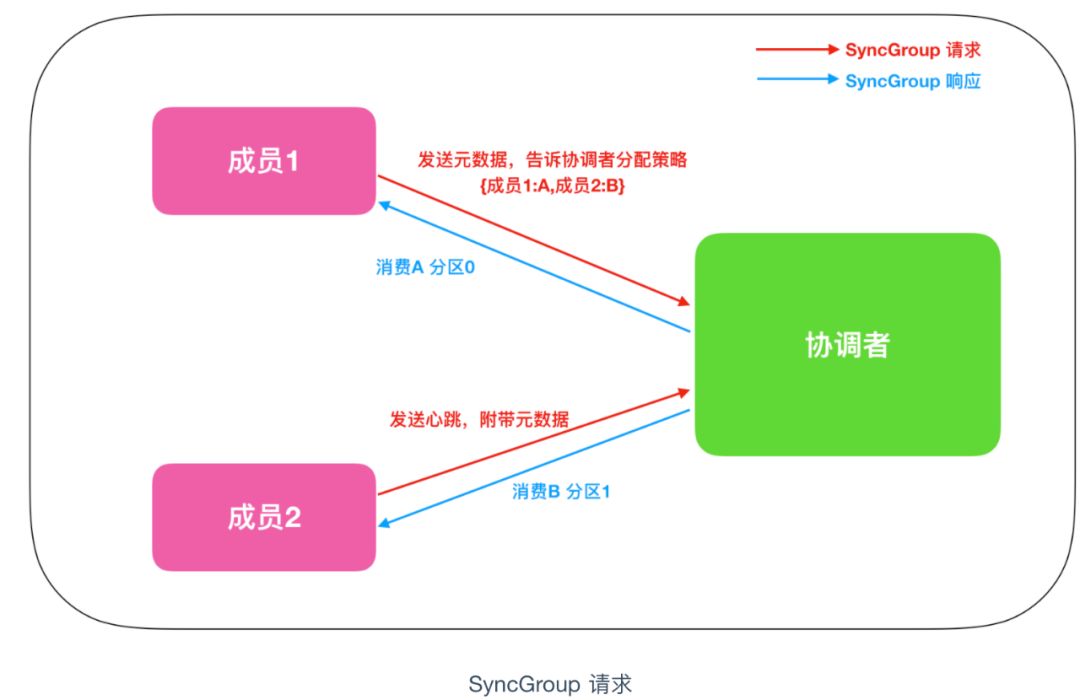 SyncGroup 请求
SyncGroup 响应
成员1
发送元数据，告诉协调者分配策略
{成员1:A,成员2:B}
消费A 分区0
协调者
发送心跳，附带元数据
消费B 分区1
成员2
SyncGroup 请求